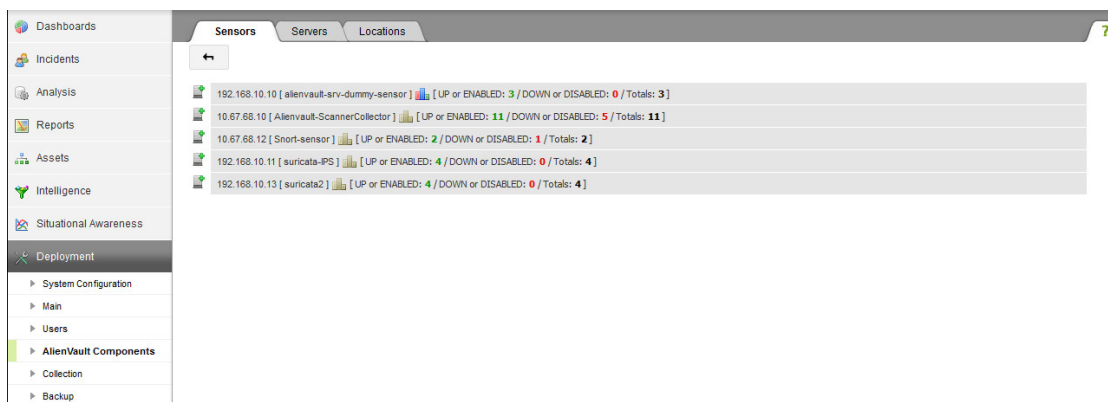 Dashboards
Incidents
Analysis
Reports
Assets
Intelligence
Situational Awareness
Deployment
System Configuration
Main
Users
AlienVault Components
Collection
Backup
Sensors Servers Locations
?
192.168.10.10 [ alienvault-srv-dummy-sensor ] [ UP or ENABLED: 3 / DOWN or DISABLED: 0 / Totals: 3 ]
10.67.68.10 [ Alienvault-ScannerCollector ] [ UP or ENABLED: 11 / DOWN or DISABLED: 5 / Totals: 11 ]
10.67.68.12 [ Snort-sensor ] [ UP or ENABLED: 2 / DOWN or DISABLED: 1 / Totals: 2 ]
192.168.10.11 [ suricata-IPS ] [ UP or ENABLED: 4 / DOWN or DISABLED: 0 / Totals: 4 ]
192.168.10.13 [ suricata2 ] [ UP or ENABLED: 4 / DOWN or DISABLED: 0 / Totals: 4 ]